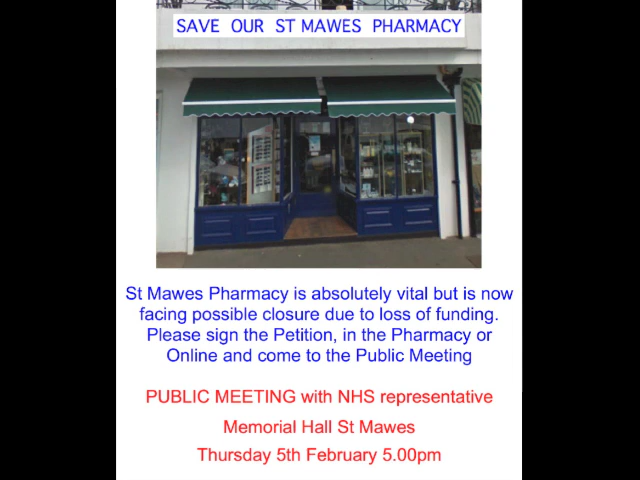 SAVE OUR ST MAWES PHARMACY
St Mawes Pharmacy is absolutely vital but is now
facing possible closure due to loss of funding.
Please sign the Petition, in the Pharmacy or
Online and come to the Public Meeting
PUBLIC MEETING with NHS representative
Memorial Hall St Mawes
Thursday 5th February 5.00pm